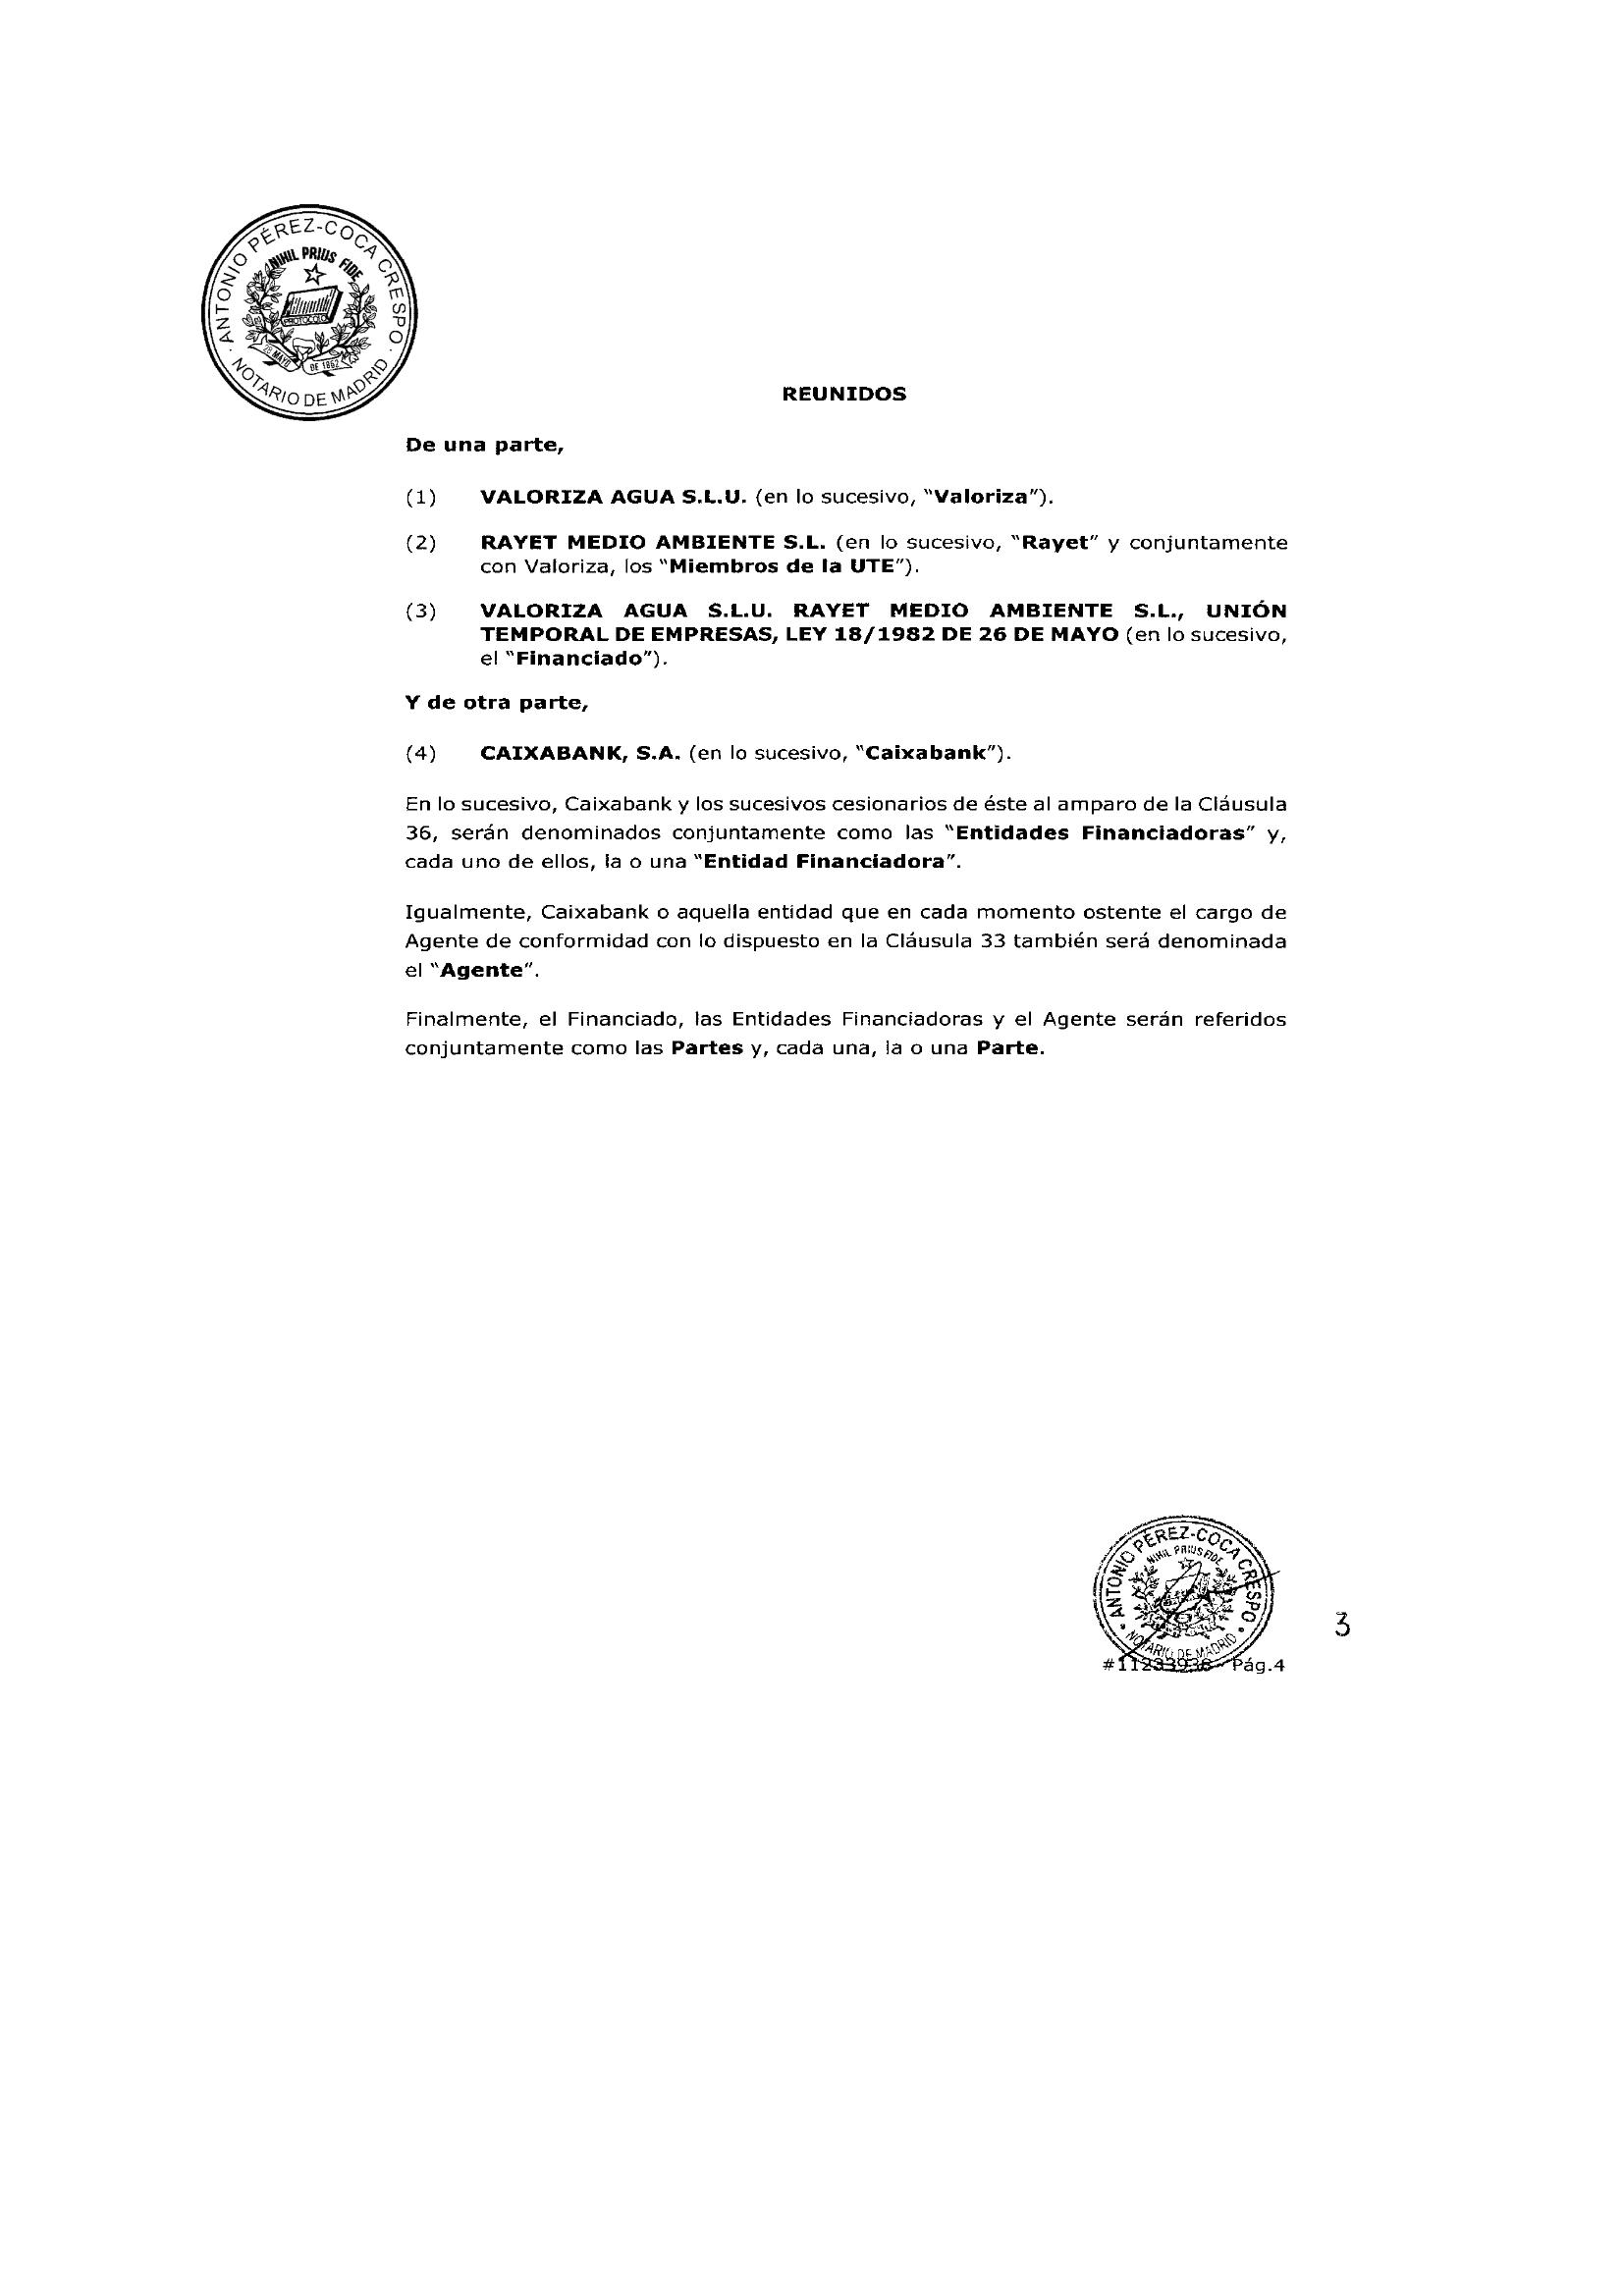 ANTONIO PÉREZ-COCA CRESPO
NIHIL PRIUS FIDE
PROTOCOLO
28 MAYO DE 1862
NOTARIO DE MADRID
REUNIDOS
De una parte,
(1) VALORIZA AGUA S.L.U. (en lo sucesivo, "Valoriza").
(2) RAYET MEDIO AMBIENTE S.L. (en lo sucesivo, "Rayet" y conjuntamente
con Valoriza, los "Miembros de la UTE").
(3) VALORIZA AGUA S.L.U. RAYET MEDIO AMBIENTE S.L., UNIÓN
TEMPORAL DE EMPRESAS, LEY 18/1982 DE 26 DE MAYO (en lo sucesivo,
el "Financiado").
Y de otra parte,
(4) CAIXABANK, S.A. (en lo sucesivo, "Caixabank").
En lo sucesivo, Caixabank y los sucesivos cesionarios de éste al amparo de la Cláusula
36, serán denominados conjuntamente como las "Entidades Financiadoras" y,
cada uno de ellos, la o una "Entidad Financiadora".
Igualmente, Caixabank o aquella entidad que en cada momento ostente el cargo de
Agente de conformidad con lo dispuesto en la Cláusula 33 también será denominada
el "Agente".
Finalmente, el Financiado, las Entidades Financiadoras y el Agente serán referidos
conjuntamente como las Partes y, cada una, la o una Parte.
ANTONIO PÉREZ-COCA CRESPO
NIHIL PRIUS FIDE
NOTARIO DE MADRID
3
Pág.4